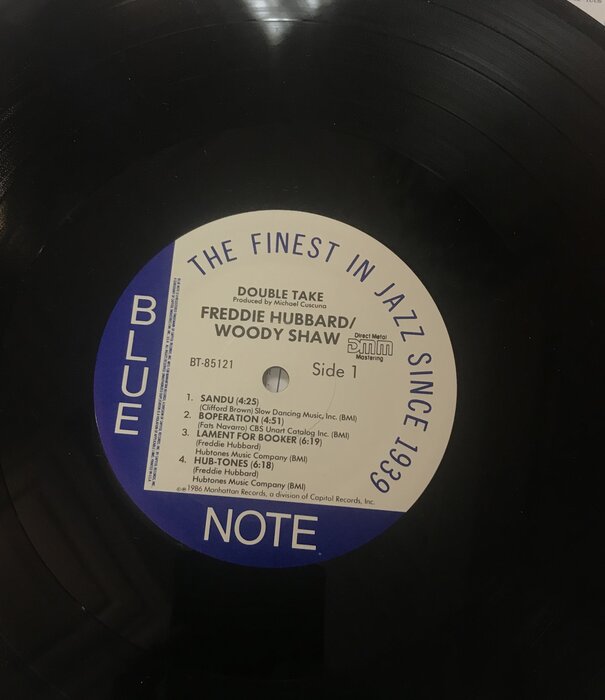 THE FINEST IN JAZZ SINCE 1939
DOUBLE TAKE
Produced by Michael Cuscuna
FREDDIE HUBBARD/
WOODY SHAW
Direct Metal
DMM
Mastering
BT-85121
Side 1
1. SANDU (4:25)
(Clifford Brown) Slow Dancing Music, Inc. (BMI)
2. BOPERATION (4:51)
(Fats Navarro) CBS Unart Catalog Inc. (BMI)
3. LAMENT FOR BOOKER (6:19)
(Freddie Hubbard)
Hubtones Music Company (BMI)
4. HUB-TONES (6:18)
(Freddie Hubbard)
Hubtones Music Company (BMI)
©℗1986 Manhattan Records, a division of Capitol Records, Inc.
BLUE
NOTE